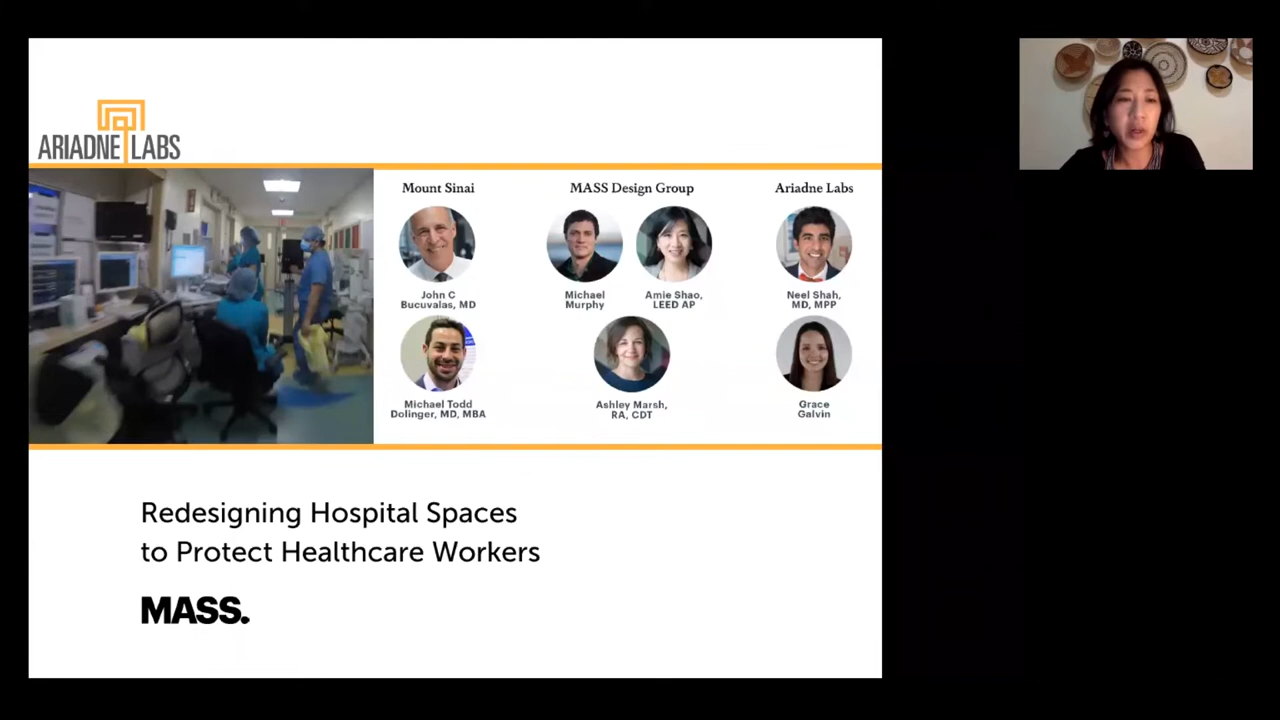 ARIADNE LABS
Mount Sinai
MASS Design Group
Ariadne Labs
John C
Bucuvalas, MD
Michael
Murphy
Amie Shao,
LEED AP
Neel Shah,
MD, MPP
Michael Todd
Dolinger, MD, MBA
Ashley Marsh,
RA, CDT
Grace
Galvin
Redesigning Hospital Spaces
to Protect Healthcare Workers
MASS.